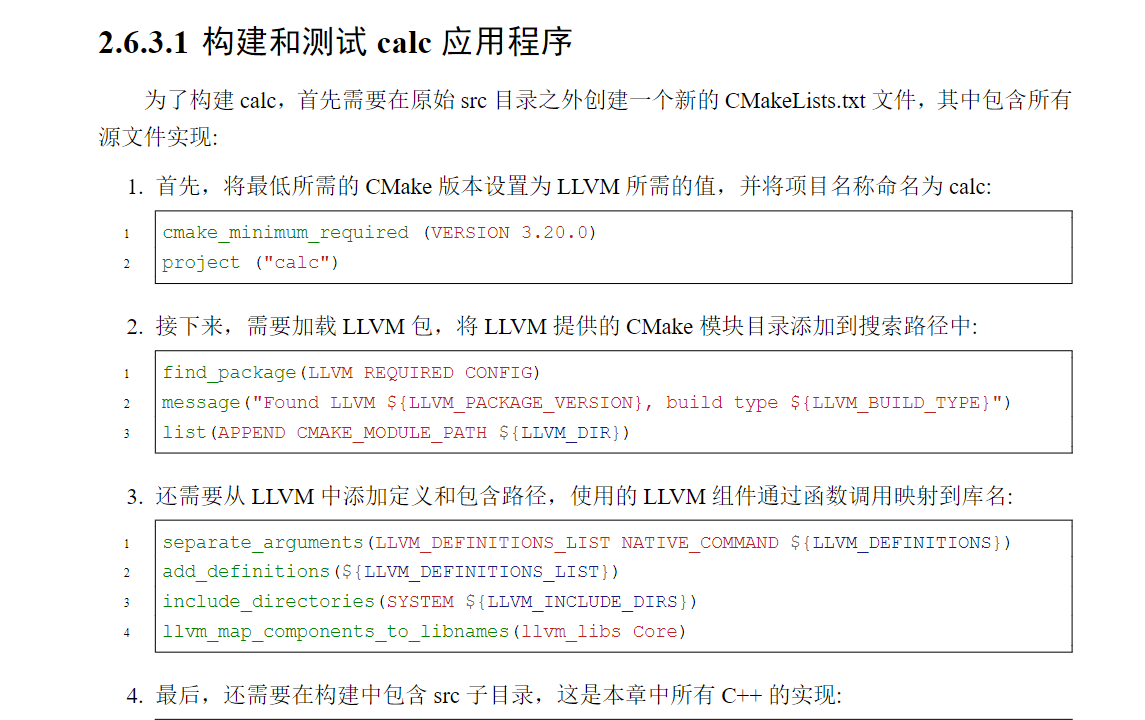 2.6.3.1 构建和测试 calc 应用程序
为了构建 calc，首先需要在原始 src 目录之外创建一个新的 CMakeLists.txt 文件，其中包含所有
源文件实现:
1. 首先，将最低所需的 CMake 版本设置为 LLVM 所需的值，并将项目名称命名为 calc:
1 cmake_minimum_required (VERSION 3.20.0)
2 project ("calc")
2. 接下来，需要加载 LLVM 包，将 LLVM 提供的 CMake 模块目录添加到搜索路径中:
1 find_package(LLVM REQUIRED CONFIG)
2 message("Found LLVM ${LLVM_PACKAGE_VERSION}, build type ${LLVM_BUILD_TYPE}")
3 list(APPEND CMAKE_MODULE_PATH ${LLVM_DIR})
3. 还需要从 LLVM 中添加定义和包含路径，使用的 LLVM 组件通过函数调用映射到库名:
1 separate_arguments(LLVM_DEFINITIONS_LIST NATIVE_COMMAND ${LLVM_DEFINITIONS})
2 add_definitions(${LLVM_DEFINITIONS_LIST})
3 include_directories(SYSTEM ${LLVM_INCLUDE_DIRS})
4 llvm_map_components_to_libnames(llvm_libs Core)
4. 最后，还需要在构建中包含 src 子目录，这是本章中所有 C++ 的实现: